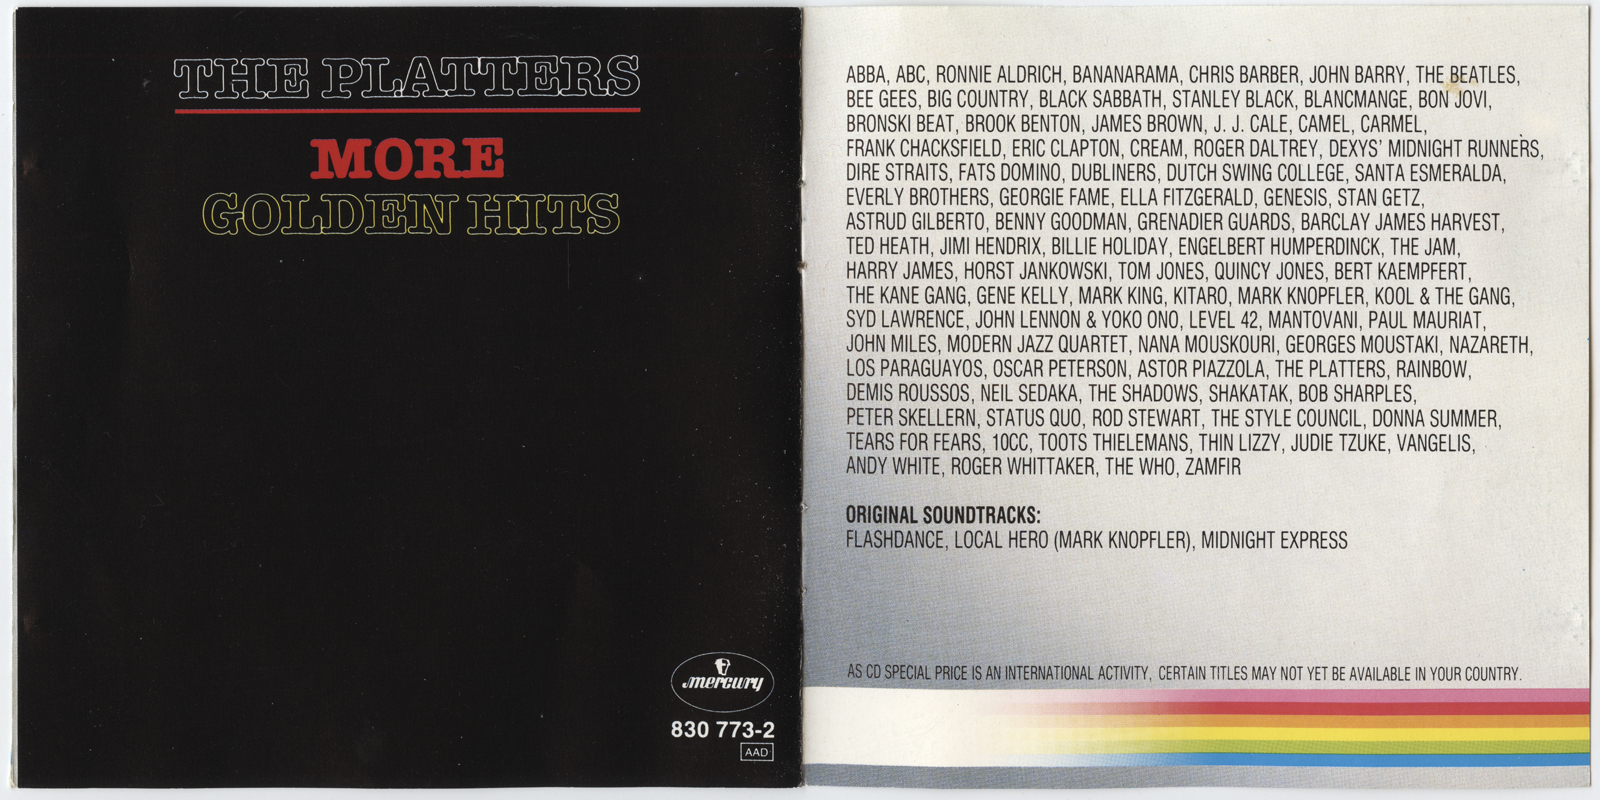 THE PLATTERS
MORE
GOLDEN HITS
mercury
830 773-2
AAD
ABBA, ABC, RONNIE ALDRICH, BANANARAMA, CHRIS BARBER, JOHN BARRY, THE BEATLES,
BEE GEES, BIG COUNTRY, BLACK SABBATH, STANLEY BLACK, BLANCMANGE, BON JOVI,
BRONSKI BEAT, BROOK BENTON, JAMES BROWN, J. J. CALE, CAMEL, CARMEL,
FRANK CHACKSFIELD, ERIC CLAPTON, CREAM, ROGER DALTREY, DEXYS' MIDNIGHT RUNNERS,
DIRE STRAITS, FATS DOMINO, DUBLINERS, DUTCH SWING COLLEGE, SANTA ESMERALDA,
EVERLY BROTHERS, GEORGIE FAME, ELLA FITZGERALD, GENESIS, STAN GETZ,
ASTRUD GILBERTO, BENNY GOODMAN, GRENADIER GUARDS, BARCLAY JAMES HARVEST,
TED HEATH, JIMI HENDRIX, BILLIE HOLIDAY, ENGELBERT HUMPERDINCK, THE JAM,
HARRY JAMES, HORST JANKOWSKI, TOM JONES, QUINCY JONES, BERT KAEMPFERT,
THE KANE GANG, GENE KELLY, MARK KING, KITARO, MARK KNOPFLER, KOOL & THE GANG,
SYD LAWRENCE, JOHN LENNON & YOKO ONO, LEVEL 42, MANTOVANI, PAUL MAURIAT,
JOHN MILES, MODERN JAZZ QUARTET, NANA MOUSKOURI, GEORGES MOUSTAKI, NAZARETH,
LOS PARAGUAYOS, OSCAR PETERSON, ASTOR PIAZZOLA, THE PLATTERS, RAINBOW,
DEMIS ROUSSOS, NEIL SEDAKA, THE SHADOWS, SHAKATAK, BOB SHARPLES,
PETER SKELLERN, STATUS QUO, ROD STEWART, THE STYLE COUNCIL, DONNA SUMMER,
TEARS FOR FEARS, 10CC, TOOTS THIELEMANS, THIN LIZZY, JUDIE TZUKE, VANGELIS,
ANDY WHITE, ROGER WHITTAKER, THE WHO, ZAMFIR
ORIGINAL SOUNDTRACKS:
FLASHDANCE, LOCAL HERO (MARK KNOPFLER), MIDNIGHT EXPRESS
AS CD SPECIAL PRICE IS AN INTERNATIONAL ACTIVITY, CERTAIN TITLES MAY NOT YET BE AVAILABLE IN YOUR COUNTRY.